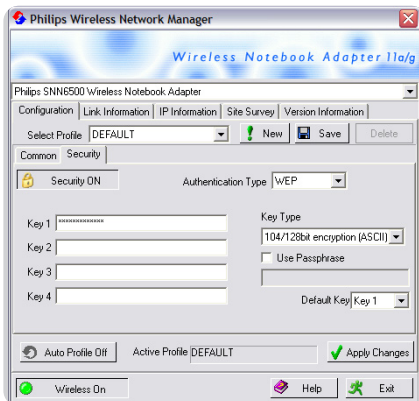 Philips Wireless Network Manager
Wireless Notebook Adapter 11a/g
Philips SNN6500 Wireless Notebook Adapter
Configuration Link Information IP Information Site Survey Version Information
Select Profile DEFAULT New Save Delete
Common Security
Security ON Authentication Type WEP
Key 1 *************
Key Type
104/128bit encryption (ASCII)
Key 2
Use Passphrase
Key 3
Key 4
Default Key Key 1
Auto Profile Off Active Profile DEFAULT Apply Changes
Wireless On Help Exit